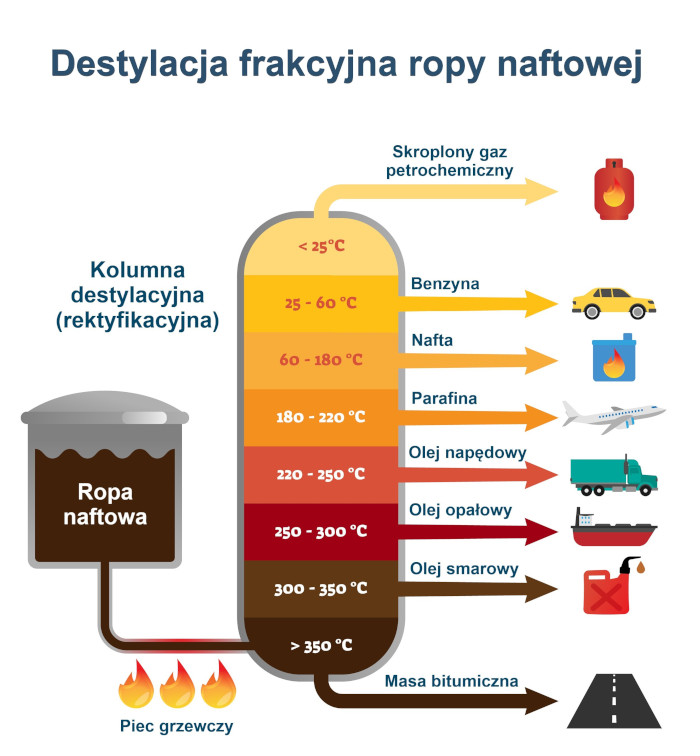 Destylacja frakcyjna ropy naftowej
Skroplony gaz
petrochemiczny
< 25°C
Kolumna
destylacyjna
(rektyfikacyjna)
25 - 60 °C
Benzyna
60 - 180 °C
Nafta
180 - 220 °C
Parafina
220 - 250 °C
Olej napędowy
Ropa
naftowa
250 - 300 °C
Olej opałowy
300 - 350 °C
Olej smarowy
> 350 °C
Masa bitumiczna
Piec grzewczy